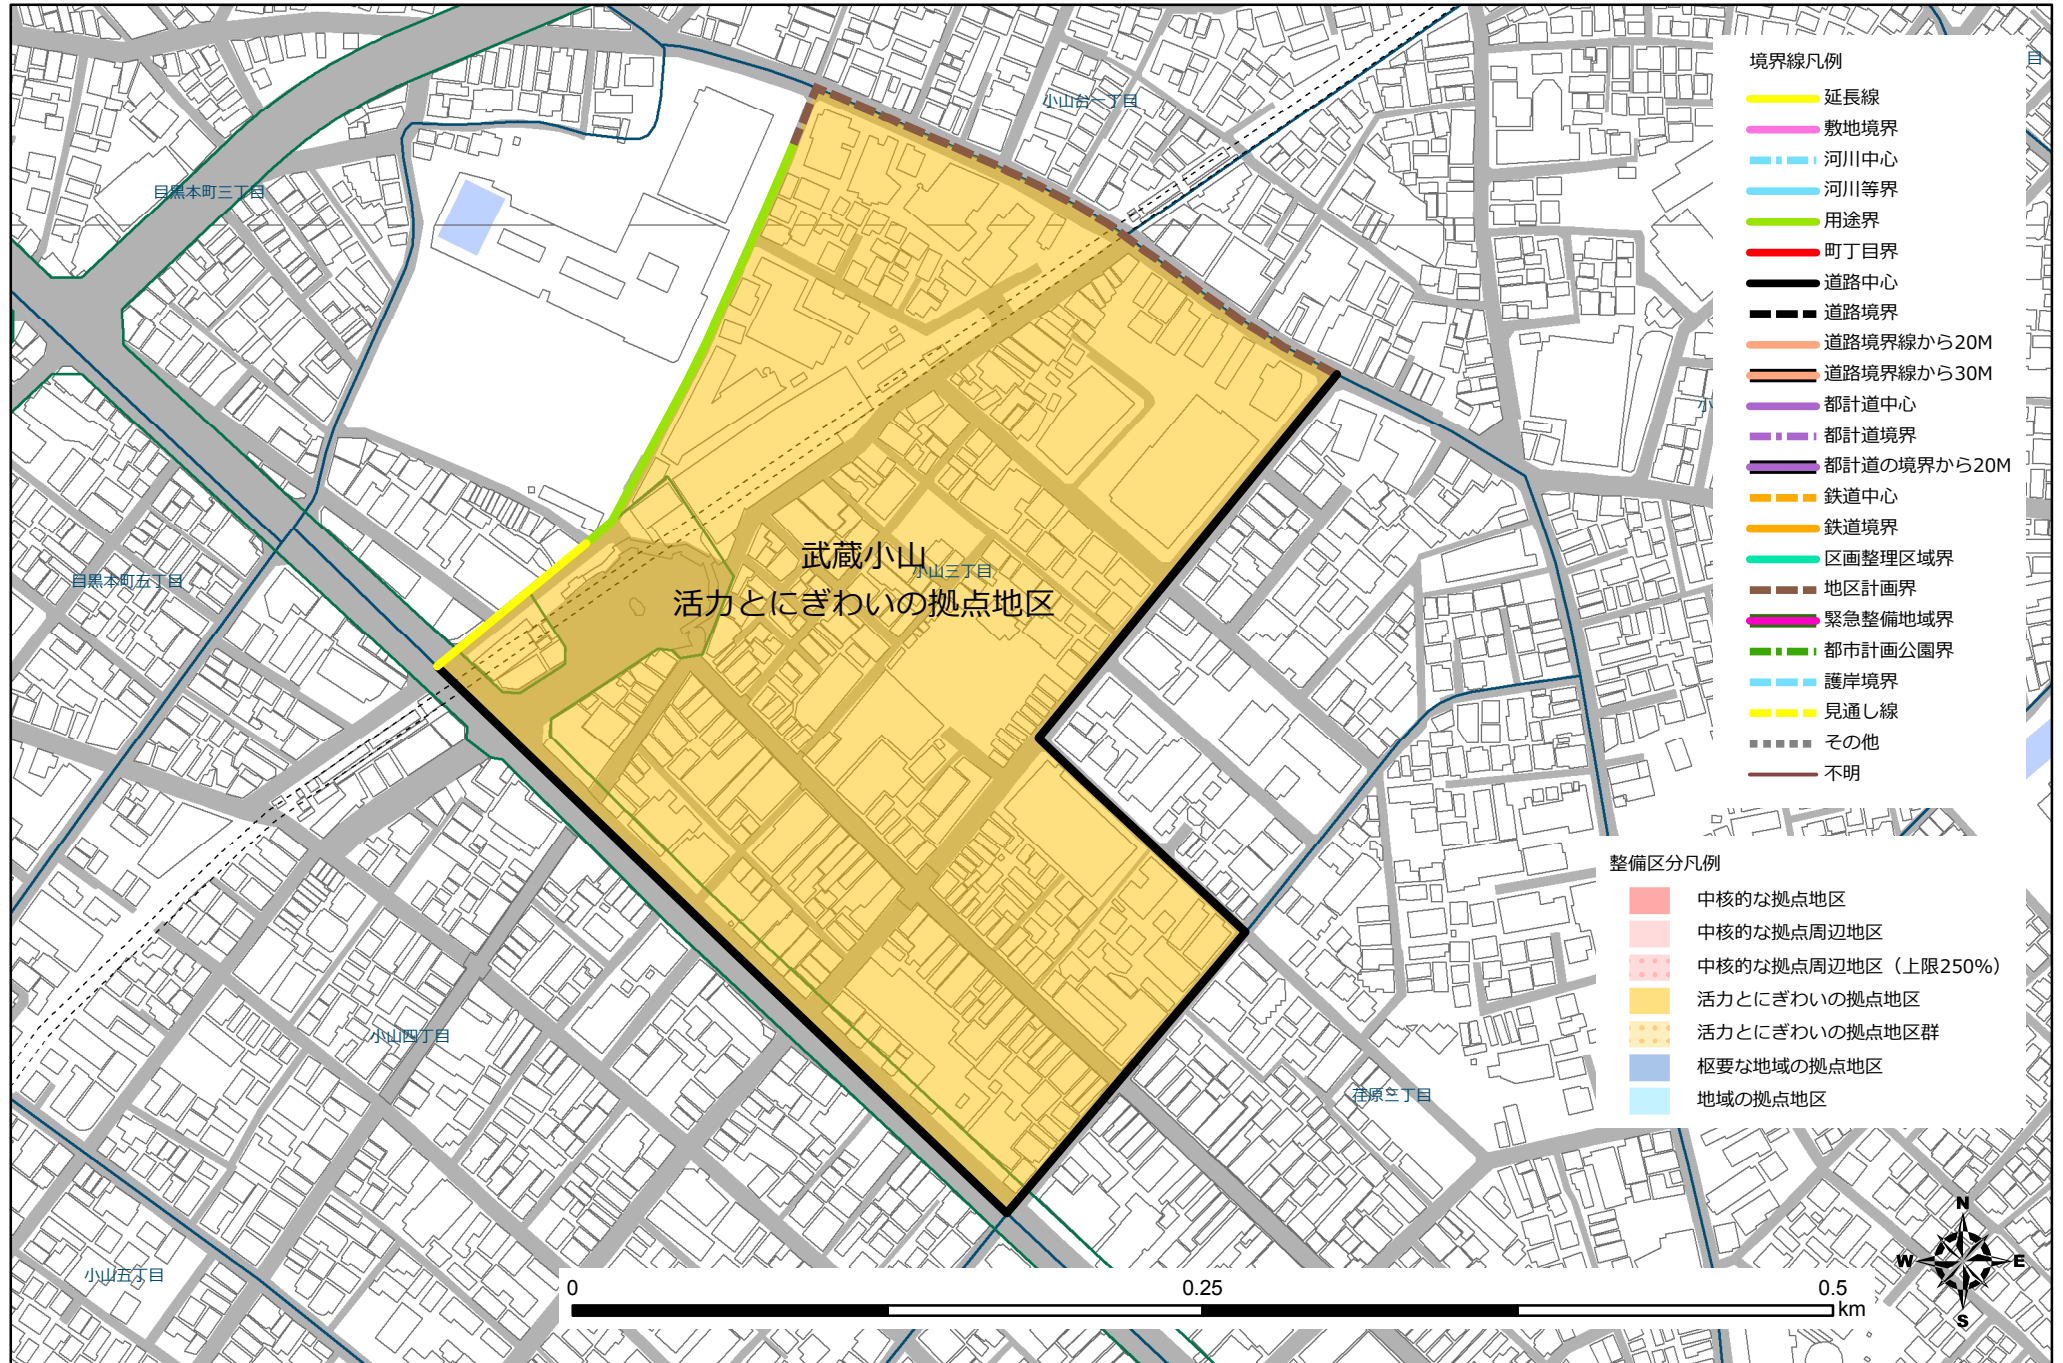 小山台一丁目
目黒本町三丁目
目黒本町五丁目
武蔵小山
活力とにぎわいの拠点地区
小山三丁目
小山四丁目
小山五丁目
荏原三丁目
目
小
境界線凡例
延長線
敷地境界
河川中心
河川等界
用途界
町丁目界
道路中心
道路境界
道路境界線から20M
道路境界線から30M
都計道中心
都計道境界
都計道の境界から20M
鉄道中心
鉄道境界
区画整理区域界
地区計画界
緊急整備地域界
都市計画公園界
護岸境界
見通し線
その他
不明
整備区分凡例
中核的な拠点地区
中核的な拠点周辺地区
中核的な拠点周辺地区（上限250%）
活力とにぎわいの拠点地区
活力とにぎわいの拠点地区群
枢要な地域の拠点地区
地域の拠点地区
N
W E
S
0 0.25 0.5
km